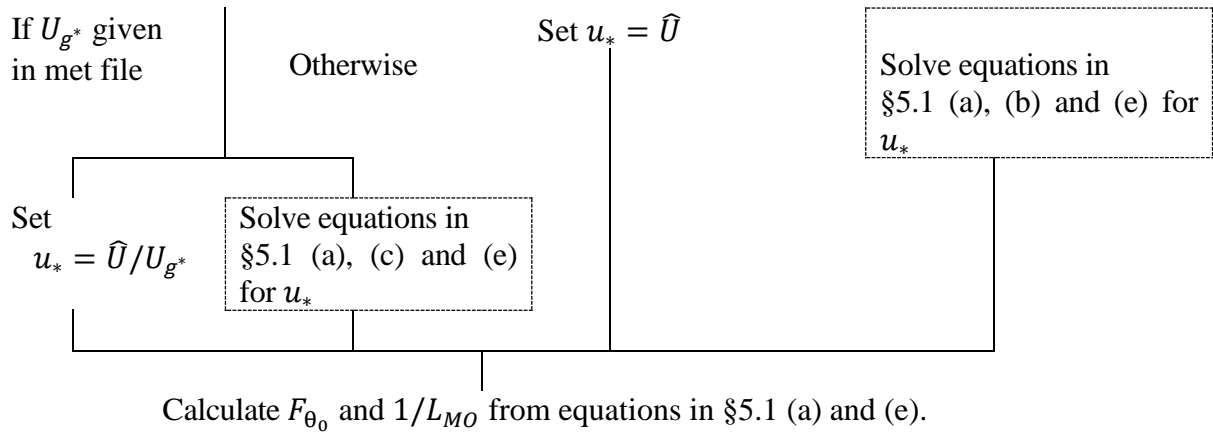 If U_{g*} given
in met file
Otherwise
Set u_* = Û
Solve equations in
§5.1 (a), (b) and (e) for
u_*
Set
u_* = Û/U_{g*}
Solve equations in
§5.1 (a), (c) and (e)
for u_*
Calculate F_{θ_0} and 1/L_{MO} from equations in §5.1 (a) and (e).